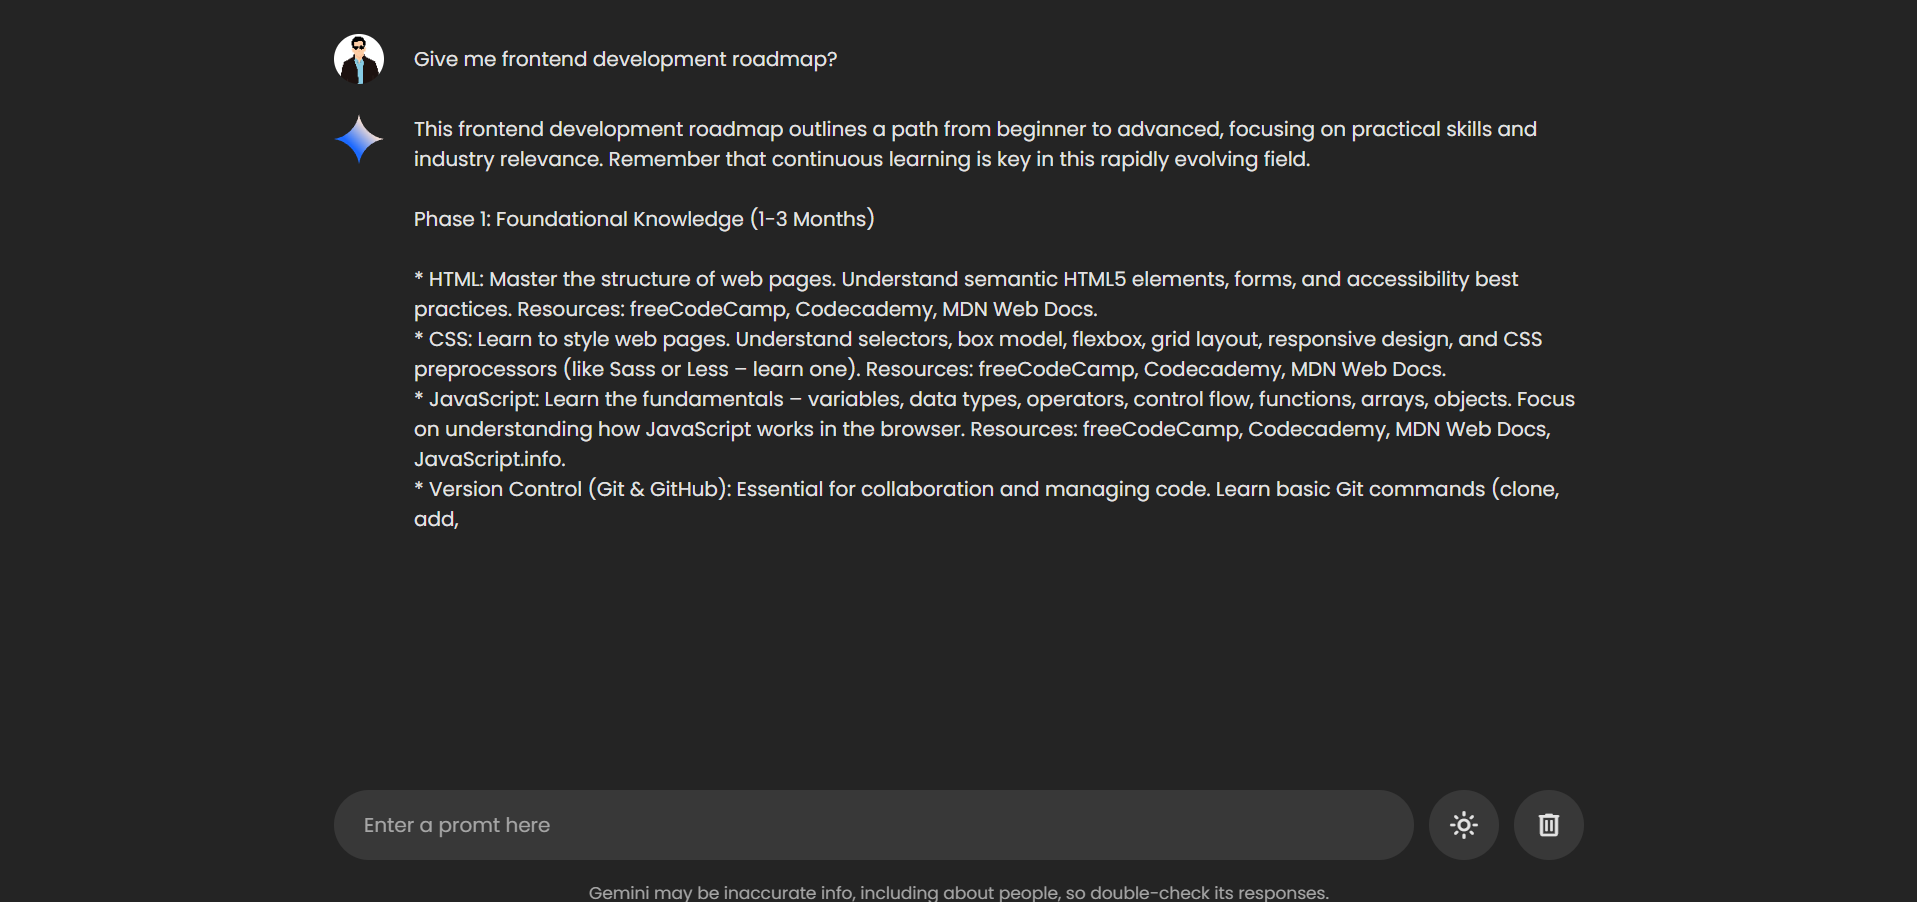 Give me frontend development roadmap?
This frontend development roadmap outlines a path from beginner to advanced, focusing on practical skills and
industry relevance. Remember that continuous learning is key in this rapidly evolving field.
Phase 1: Foundational Knowledge (1-3 Months)
* HTML: Master the structure of web pages. Understand semantic HTML5 elements, forms, and accessibility best
practices. Resources: freeCodeCamp, Codecademy, MDN Web Docs.
* CSS: Learn to style web pages. Understand selectors, box model, flexbox, grid layout, responsive design, and CSS
preprocessors (like Sass or Less – learn one). Resources: freeCodeCamp, Codecademy, MDN Web Docs.
* JavaScript: Learn the fundamentals – variables, data types, operators, control flow, functions, arrays, objects. Focus
on understanding how JavaScript works in the browser. Resources: freeCodeCamp, Codecademy, MDN Web Docs,
JavaScript.info.
* Version Control (Git & GitHub): Essential for collaboration and managing code. Learn basic Git commands (clone,
add,
Enter a promt here
Gemini may be inaccurate info, including about people, so double-check its responses.